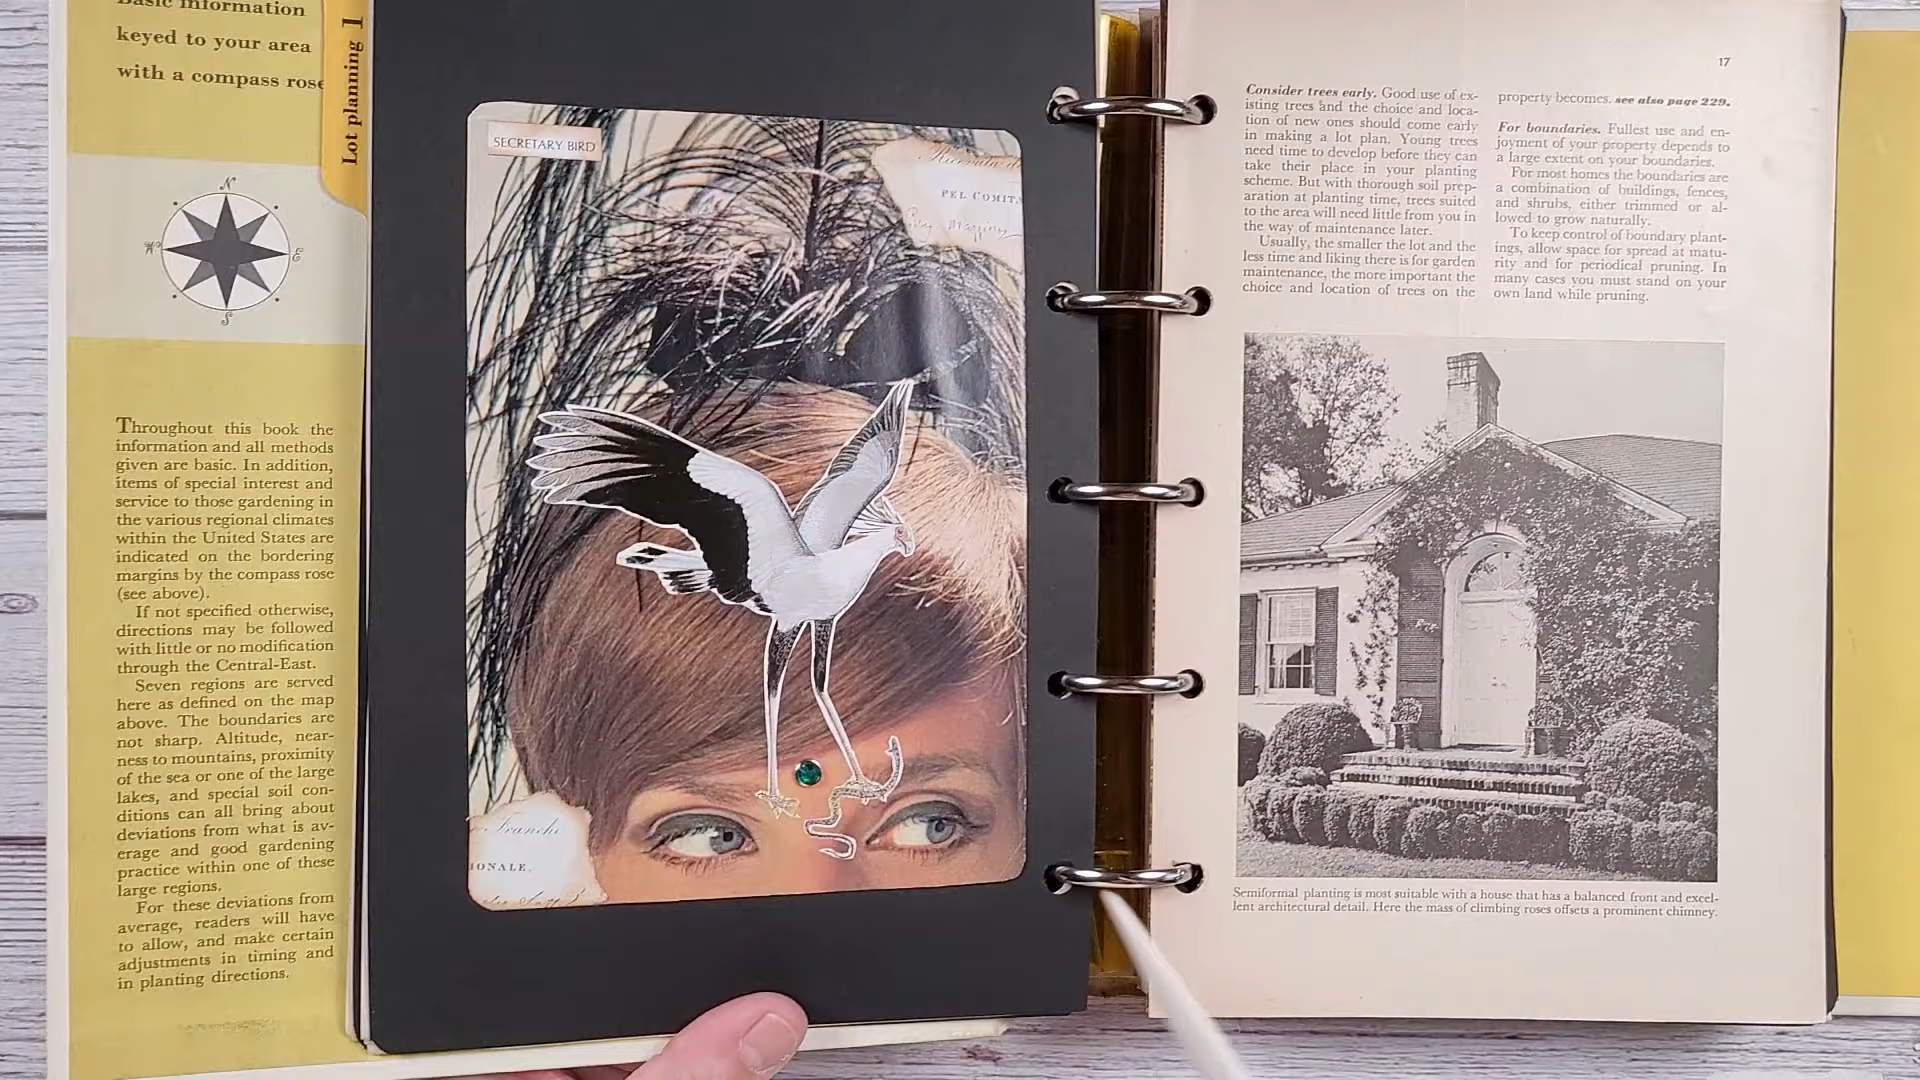 Basic information
keyed to your area
with a compass rose
Lot planning 1
N
W
E
S
Throughout this book the
information and all methods
given are basic. In addition,
items of special interest and
service to those gardening in
the various regional climates
within the United States are
indicated on the bordering
margins by the compass rose
(see above).
If not specified otherwise,
directions may be followed
with little or no modification
through the Central-East.
Seven regions are served
here as defined on the map
above. The boundaries are
not sharp. Altitude, near-
ness to mountains, proximity
of the sea or one of the large
lakes, and special soil con-
ditions can all bring about
deviations from what is av-
erage and good gardening
practice within one of these
large regions.
For these deviations from
average, readers will have
to allow, and make certain
adjustments in timing and
in planting directions.
SECRETARY BIRD
PEL COMIT
Franchi
IONALE.
17
Consider trees early. Good use of ex-
isting trees and the choice and loca-
tion of new ones should come early
in making a lot plan. Young trees
need time to develop before they can
take their place in your planting
scheme. But with thorough soil prep-
aration at planting time, trees suited
to the area will need little from you in
the way of maintenance later.
Usually, the smaller the lot and the
less time and liking there is for garden
maintenance, the more important the
choice and location of trees on the
property becomes. see also page 229.
For boundaries. Fullest use and en-
joyment of your property depends to
a large extent on your boundaries.
For most homes the boundaries are
a combination of buildings, fences,
and shrubs, either trimmed or al-
lowed to grow naturally.
To keep control of boundary plant-
ings, allow space for spread at matu-
rity and for periodical pruning. In
many cases you must stand on your
own land while pruning.
Semiformal planting is most suitable with a house that has a balanced front and excel-
lent architectural detail. Here the mass of climbing roses offsets a prominent chimney.